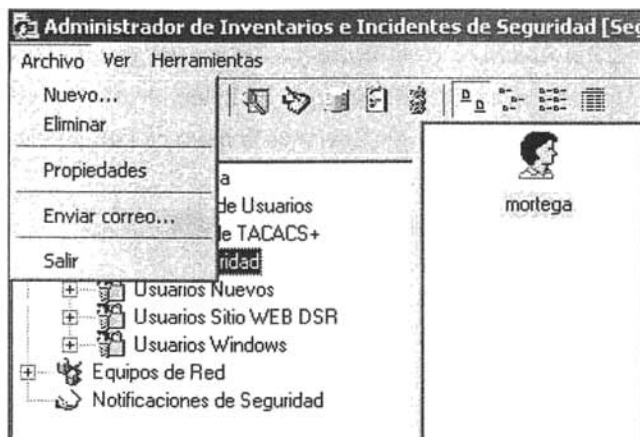 Administrador de Inventarios e Incidentes de Seguridad [Seg
Archivo Ver Herramientas
Nuevo...
Eliminar
Propiedades
Enviar correo...
Salir
a
de Usuarios
de TACACS+
ridad
Usuarios Nuevos
Usuarios Sitio WEB DSR
Usuarios Windows
Equipos de Red
Notificaciones de Seguridad
mortega